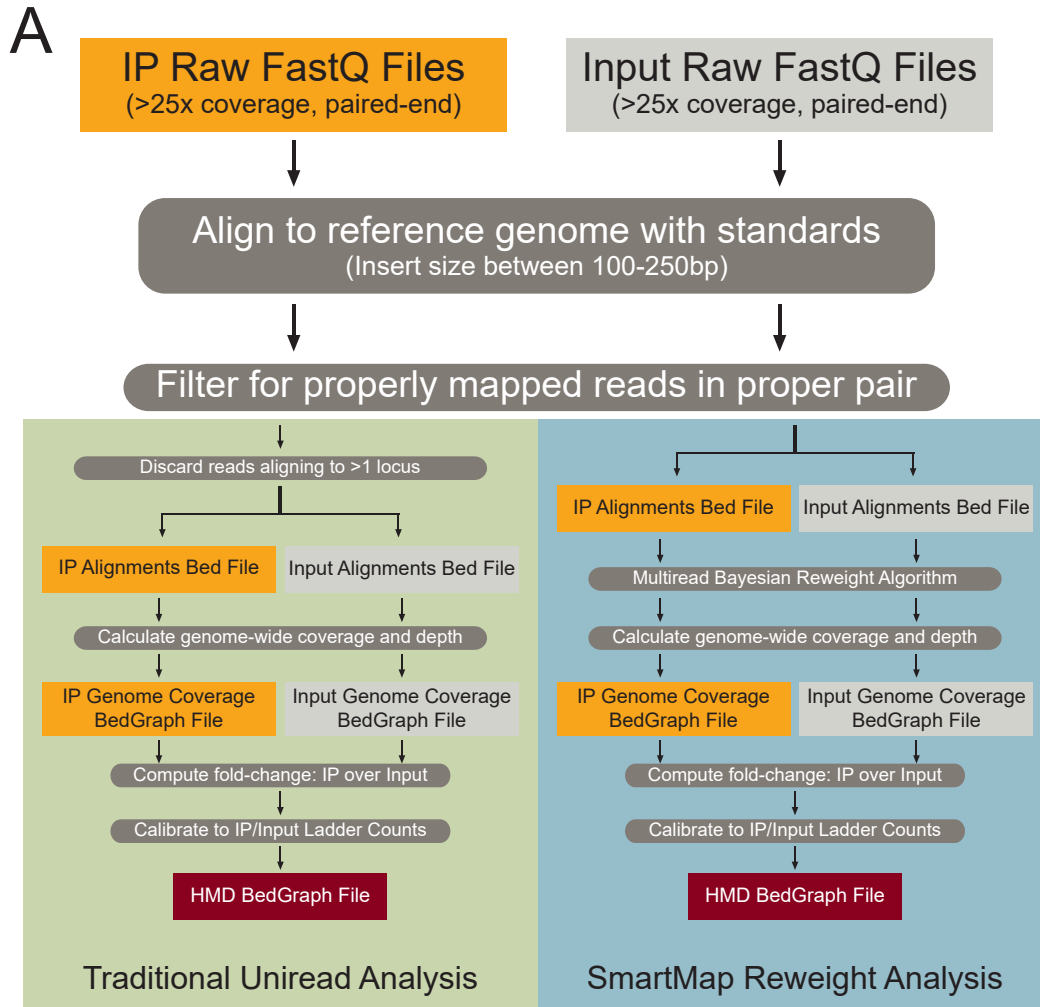 A
IP Raw FastQ Files
(>25x coverage, paired-end)
Input Raw FastQ Files
(>25x coverage, paired-end)
Align to reference genome with standards
(Insert size between 100-250bp)
Filter for properly mapped reads in proper pair
Discard reads aligning to >1 locus
IP Alignments Bed File
Input Alignments Bed File
Calculate genome-wide coverage and depth
IP Genome Coverage
BedGraph File
Input Genome Coverage
BedGraph File
Compute fold-change: IP over Input
Calibrate to IP/Input Ladder Counts
HMD BedGraph File
Traditional Uniread Analysis
IP Alignments Bed File
Input Alignments Bed File
Multiread Bayesian Reweight Algorithm
Calculate genome-wide coverage and depth
IP Genome Coverage
BedGraph File
Input Genome Coverage
BedGraph File
Compute fold-change: IP over Input
Calibrate to IP/Input Ladder Counts
HMD BedGraph File
SmartMap Reweight Analysis